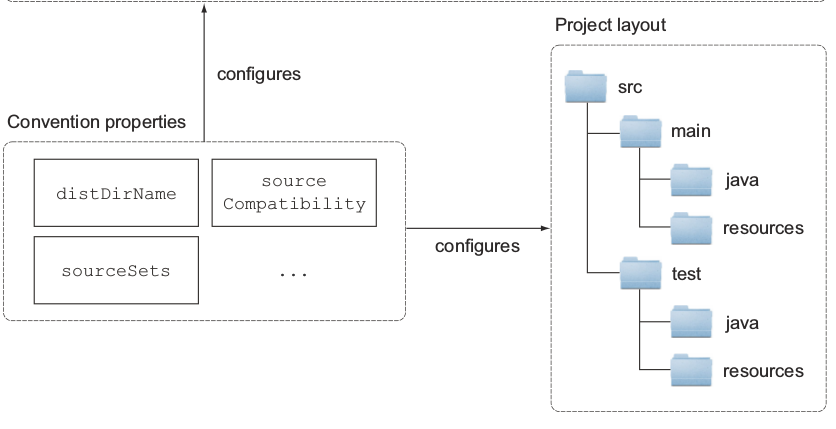 Project layout
configures
src
Convention properties
main
source
Compatibility
distDirName
java
resources
configures
sourceSets
...
test
java
resources